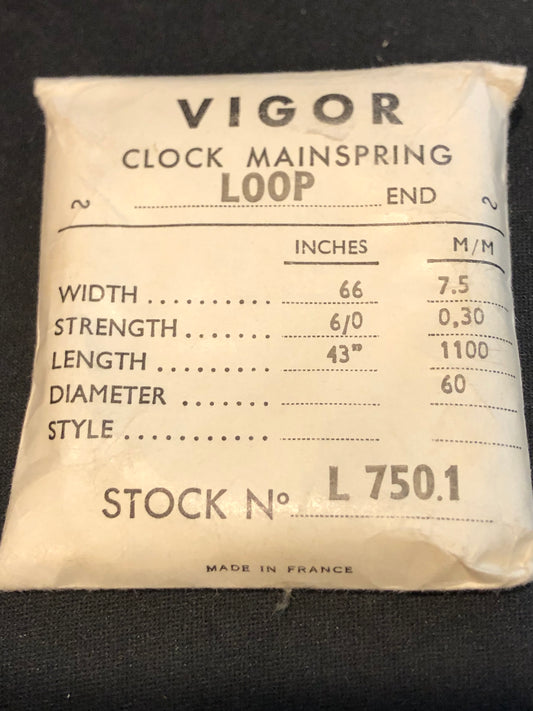 VIGOR
CLOCK MAINSPRING
~ LOOP END ~
INCHES M/M
WIDTH .......... 66 7.5
STRENGTH ....... 6/0 0,30
LENGTH ......... 43" 1100
DIAMETER ....... 60
STYLE ...........
STOCK Nº L 750.1
MADE IN FRANCE